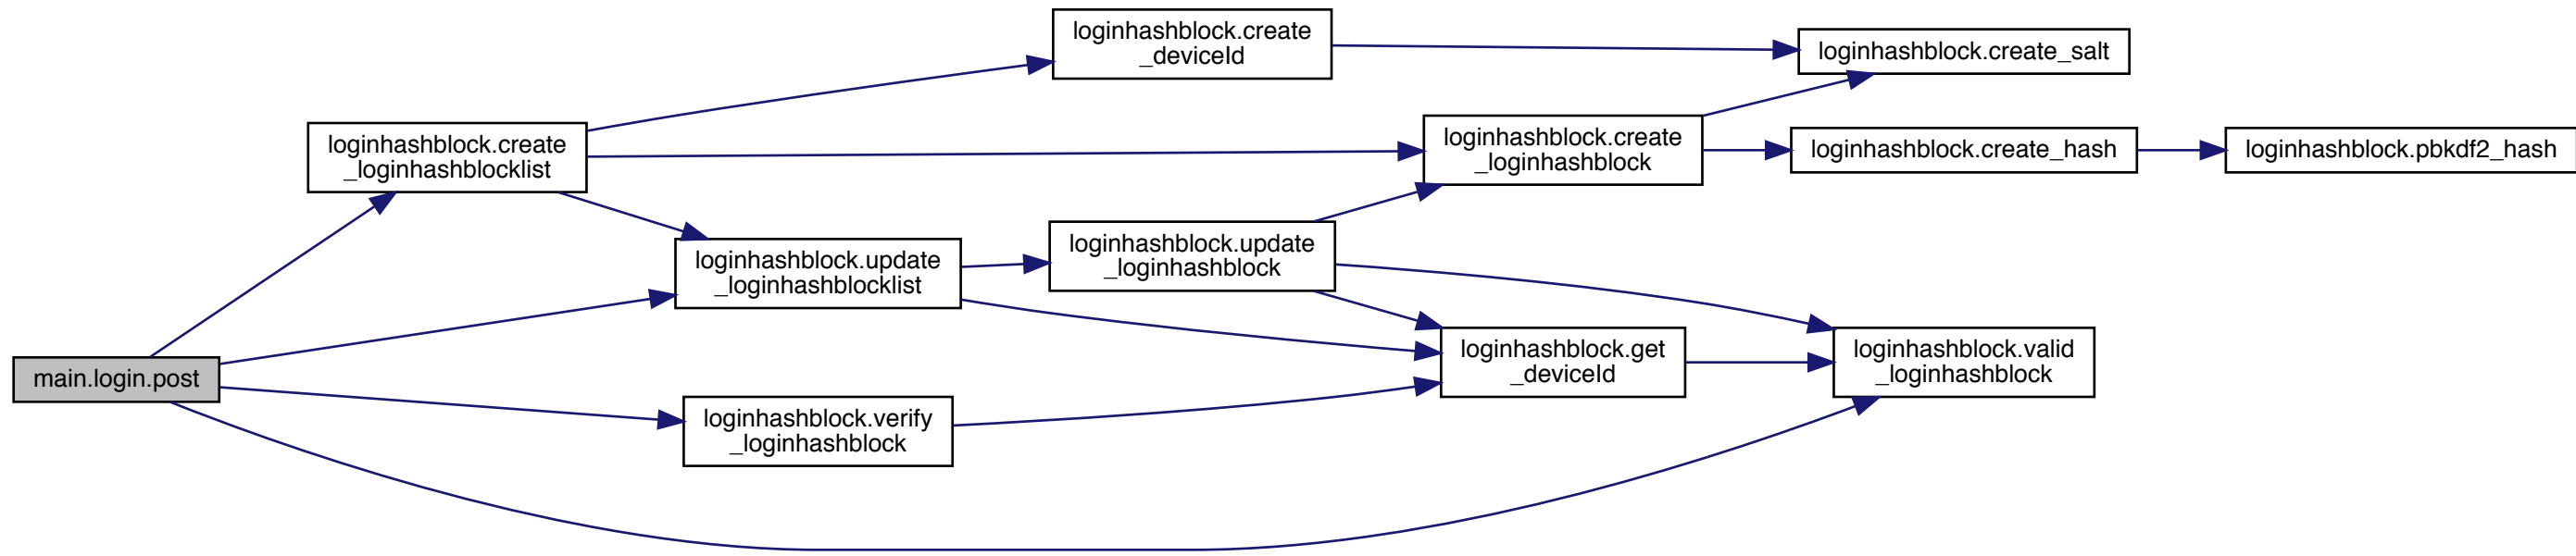 main.login.post
loginhashblock.create
_loginhashblocklist
loginhashblock.update
_loginhashblocklist
loginhashblock.verify
_loginhashblock
loginhashblock.create
_deviceId
loginhashblock.update
_loginhashblock
loginhashblock.create
_loginhashblock
loginhashblock.get
_deviceId
loginhashblock.create_salt
loginhashblock.create_hash
loginhashblock.valid
_loginhashblock
loginhashblock.pbkdf2_hash